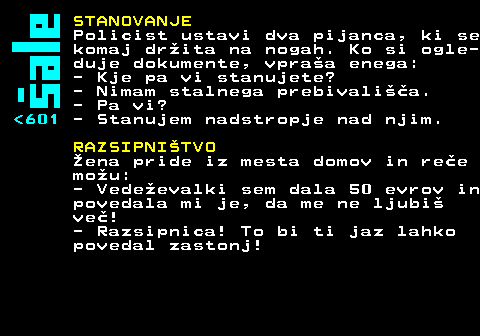 Šale
<601
STANOVANJE
Policist ustavi dva pijanca, ki se
komaj držita na nogah. Ko si ogle-
duje dokumente, vpraša enega:
- Kje pa vi stanujete?
- Nimam stalnega prebivališča.
- Pa vi?
- Stanujem nadstropje nad njim.
RAZSIPNIŠTVO
Žena pride iz mesta domov in reče
možu:
- Vedeževalki sem dala 50 evrov in
povedala mi je, da me ne ljubiš
več!
- Razsipnica! To bi ti jaz lahko
povedal zastonj!